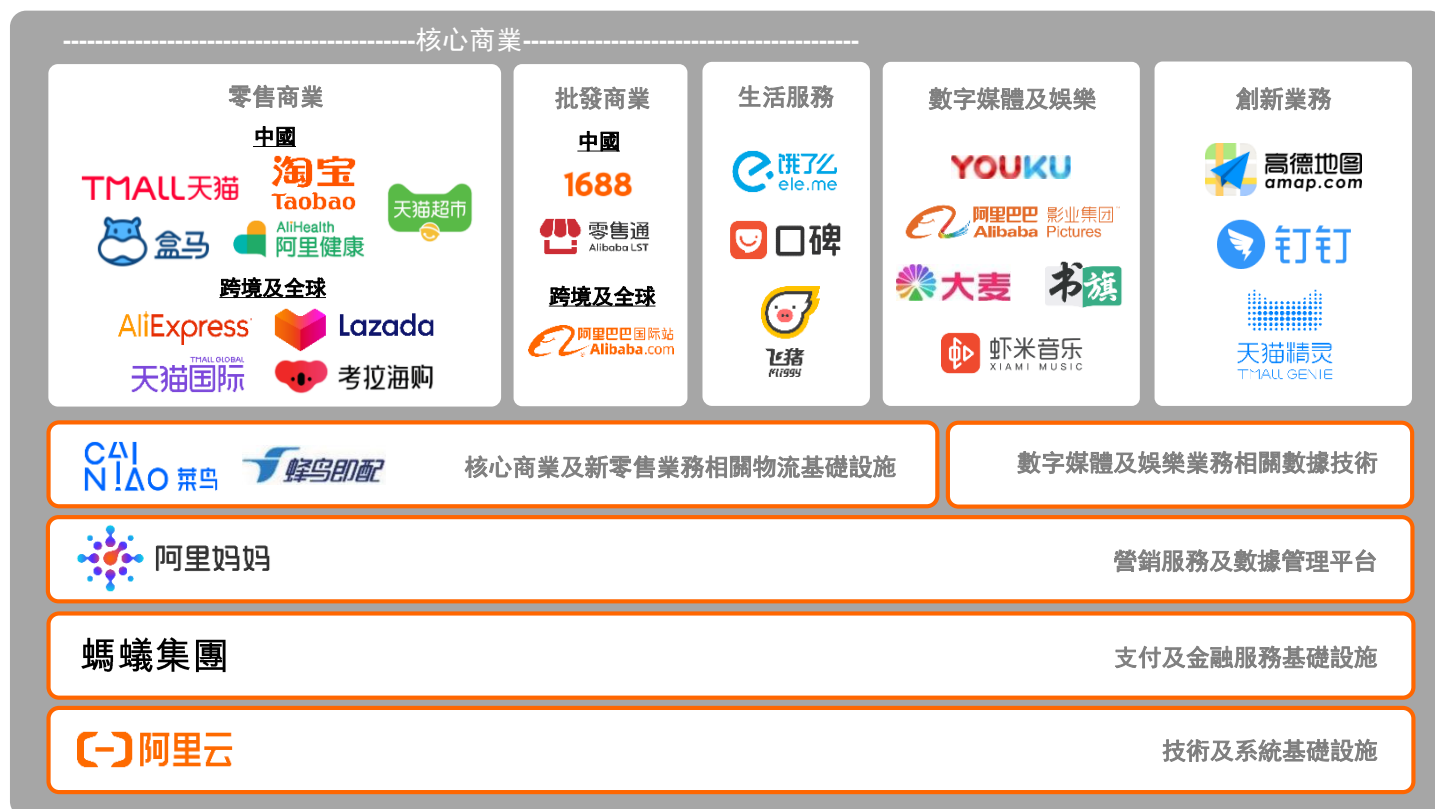 核心商業
零售商業
中國
TMALL天猫
淘宝
Taobao
天猫超市
盒马
AliHealth
阿里健康
跨境及全球
AliExpress
Lazada
TMALL GLOBAL
天猫国际
考拉海购
批發商業
中國
1688
零售通
Alibaba LST
跨境及全球
阿里巴巴国际站
Alibaba.com
生活服務
饿了么
ele.me
口碑
飞猪
Fliggy
數字媒體及娛樂
YOUKU
阿里巴巴 影业集团
Alibaba Pictures
大麦
书旗
虾米音乐
XIAMI MUSIC
創新業務
高德地图
amap.com
钉钉
天猫精灵
TMALL GENIE
CAINIAO 菜鸟
蜂鸟即配
核心商業及新零售業務相關物流基礎設施
數字媒體及娛樂業務相關數據技術
阿里妈妈
營銷服務及數據管理平台
螞蟻集團
支付及金融服務基礎設施
阿里云
技術及系統基礎設施